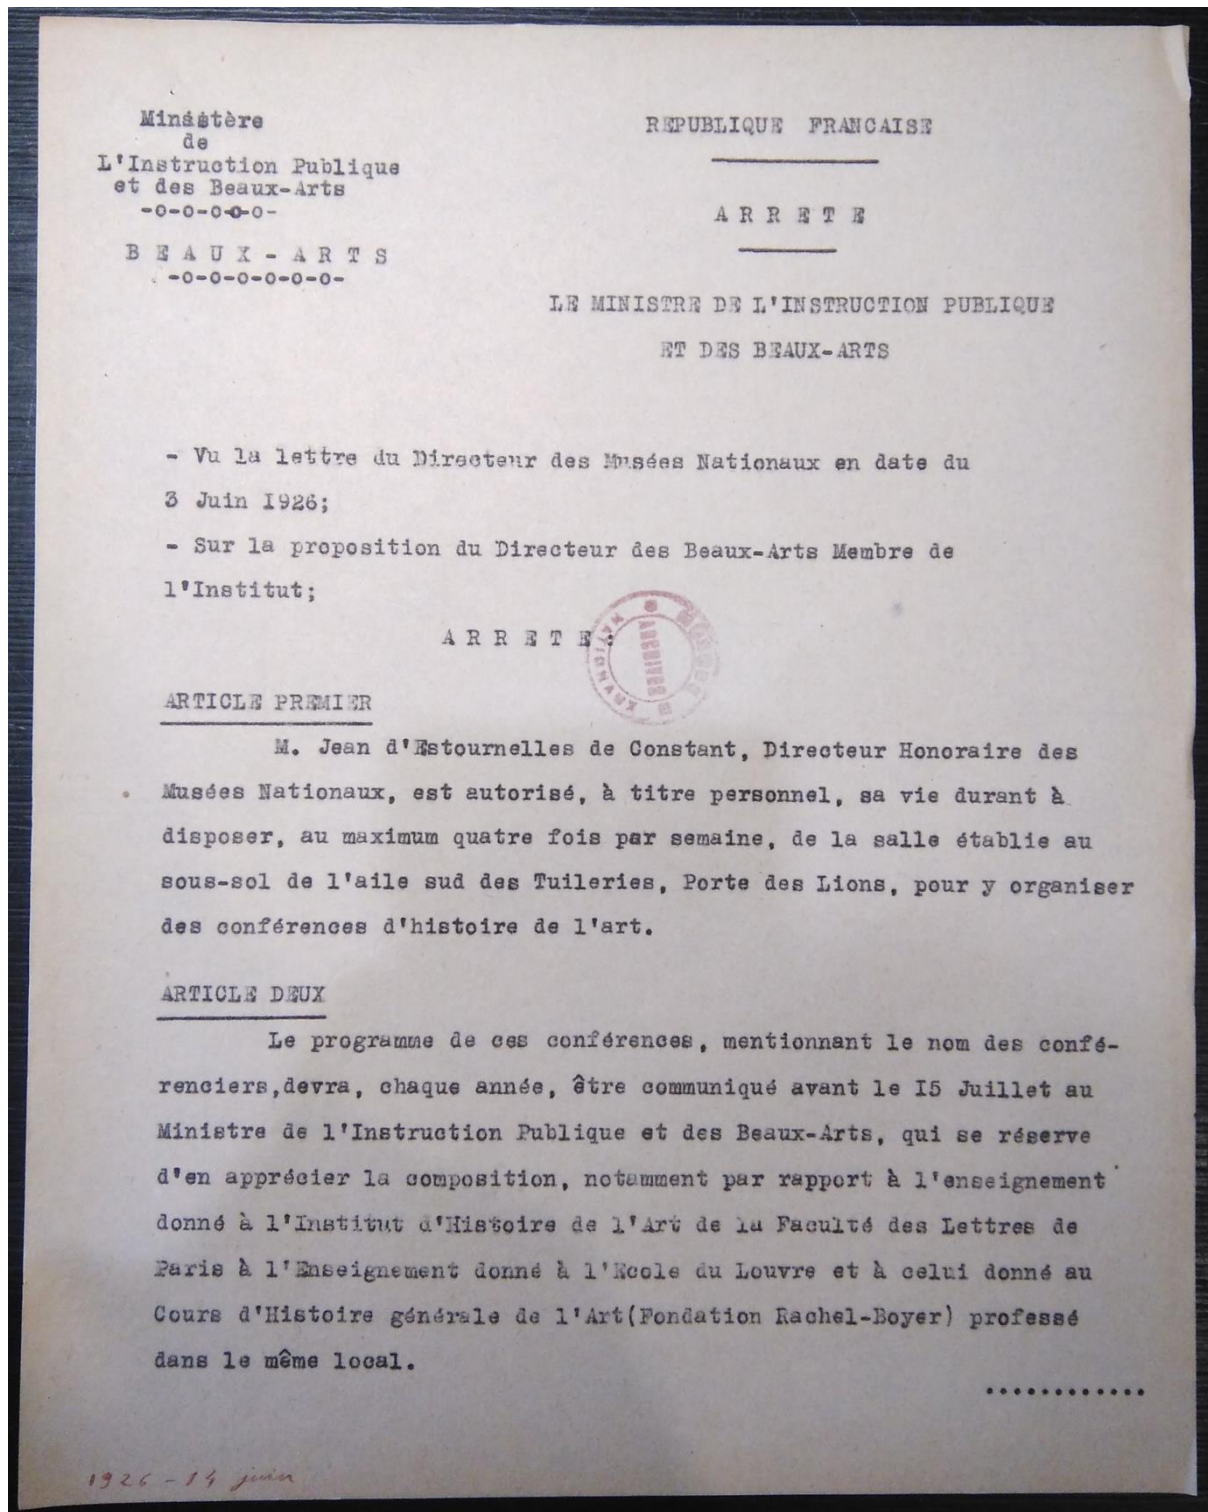 Ministère
de
L'Instruction Publique
et des Beaux-Arts
-o-o-o-o-o-
B E A U X - A R T S
-o-o-o-o-o-o-
REPUBLIQUE FRANCAISE
A R R E T E
LE MINISTRE DE L'INSTRUCTION PUBLIQUE
ET DES BEAUX-ARTS
- Vu la lettre du Directeur des Musées Nationaux en date du
3 Juin I926;
- Sur la proposition du Directeur des Beaux-Arts Membre de
l'Institut;
A R R E T E :
MUSÉES NATIONAUX
ARCHIVES
ARTICLE PREMIER
M. Jean d'Estournelles de Constant, Directeur Honoraire des
Musées Nationaux, est autorisé, à titre personnel, sa vie durant à
disposer, au maximum quatre fois par semaine, de la salle établie au
sous-sol de l'aile sud des Tuileries, Porte des Lions, pour y organiser
des conférences d'histoire de l'art.
ARTICLE DEUX
Le programme de ces conférences, mentionnant le nom des confé-
renciers,devra, chaque année, être communiqué avant le I5 Juillet au
Ministre de l'Instruction Publique et des Beaux-Arts, qui se réserve
d'en apprécier la composition, notamment par rapport à l'enseignement
donné à l'Institut d'Histoire de l'Art de la Faculté des Lettres de
Paris à l'Enseignement donné à l'Ecole du Louvre et à celui donné au
Cours d'Histoire générale de l'Art(Fondation Rachel-Boyer) professé
dans le même local.
............
1926 - 14 juin